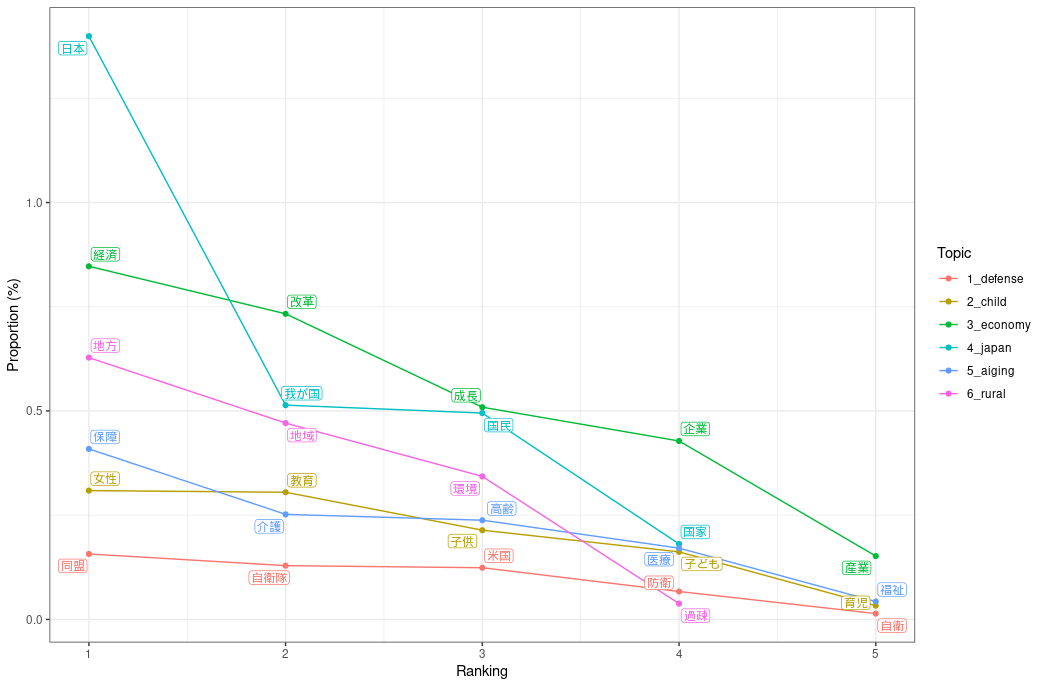 日本
経済
改革
地方
我が国
成長
国民
企業
地域
保障
女性
教育
環境
高齢
介護
子供
国家
同盟
自衛隊
米国
医療
子ども
産業
防衛
過疎
福祉
育児
自衛
1.0
0.5
0.0
1 2 3 4 5
Ranking
Proportion (%)
Topic
1_defense
2_child
3_economy
4_japan
5_aiging
6_rural